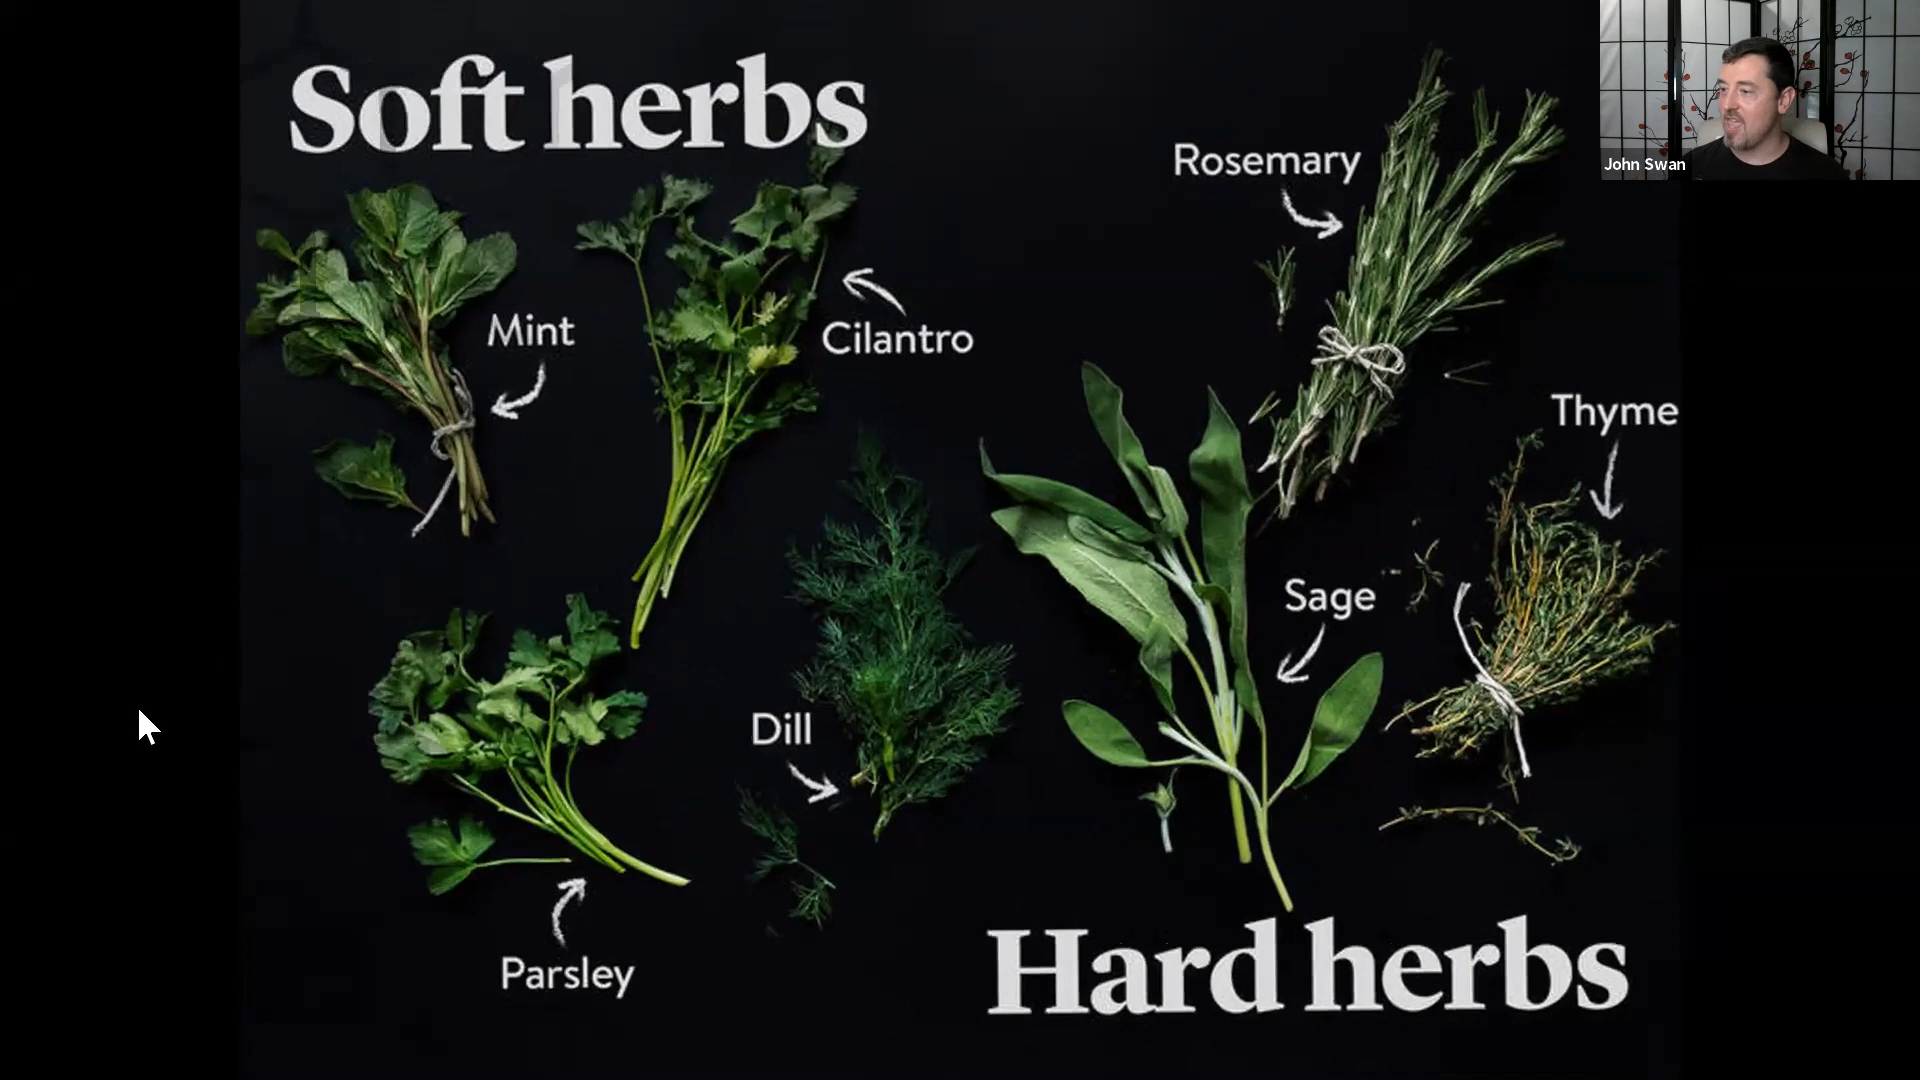 Soft herbs
John Swan
Rosemary
Mint
Cilantro
Thyme
Sage
Dill
Parsley
Hard herbs